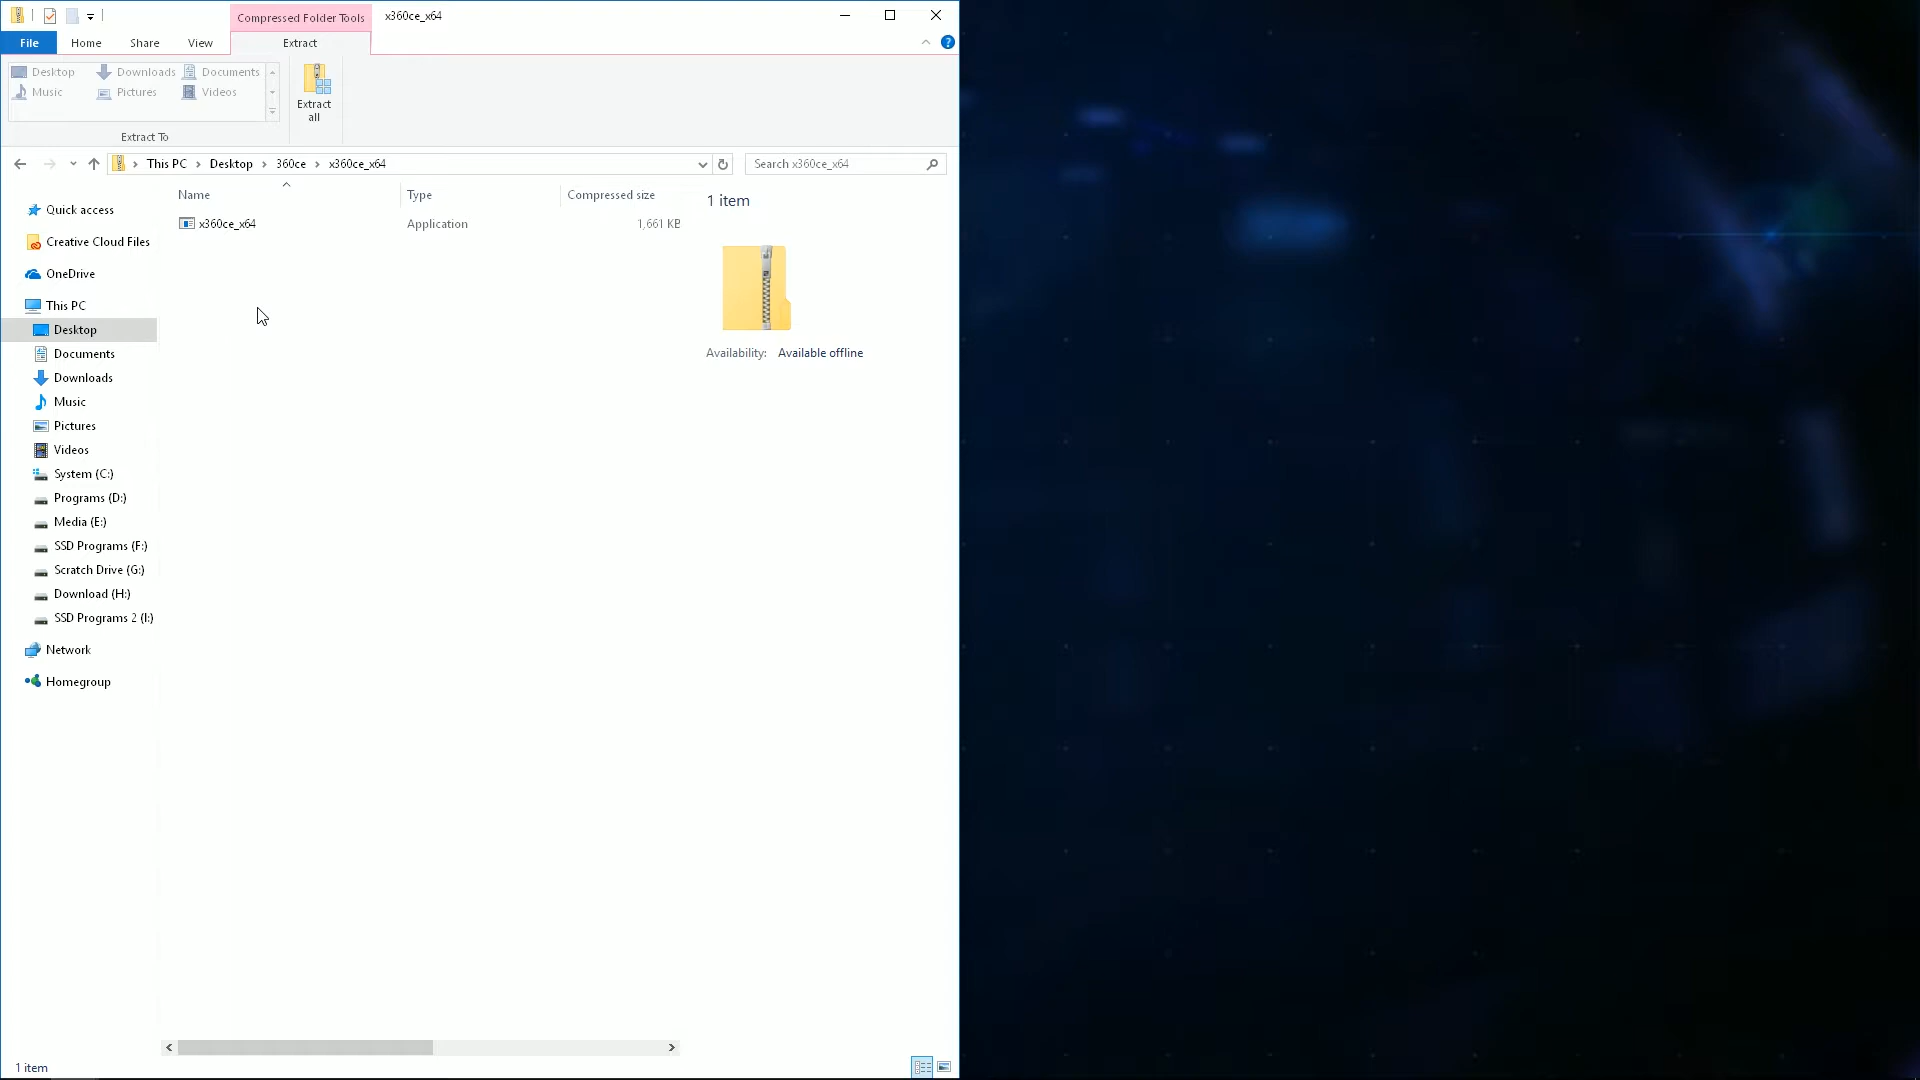 Compressed Folder Tools
x360ce_x64
File
Home
Share
View
Extract
?
Desktop
Downloads
Documents
Music
Pictures
Videos
Extract all
Extract To
This PC > Desktop > 360ce > x360ce_x64
Search x360ce_x64
Name
Type
Compressed size
1 item
x360ce_x64
Application
1,661 KB
Availability: Available offline
Quick access
Creative Cloud Files
OneDrive
This PC
Desktop
Documents
Downloads
Music
Pictures
Videos
System (C:)
Programs (D:)
Media (E:)
SSD Programs (F:)
Scratch Drive (G:)
Download (H:)
SSD Programs 2 (I:)
Network
Homegroup
1 item